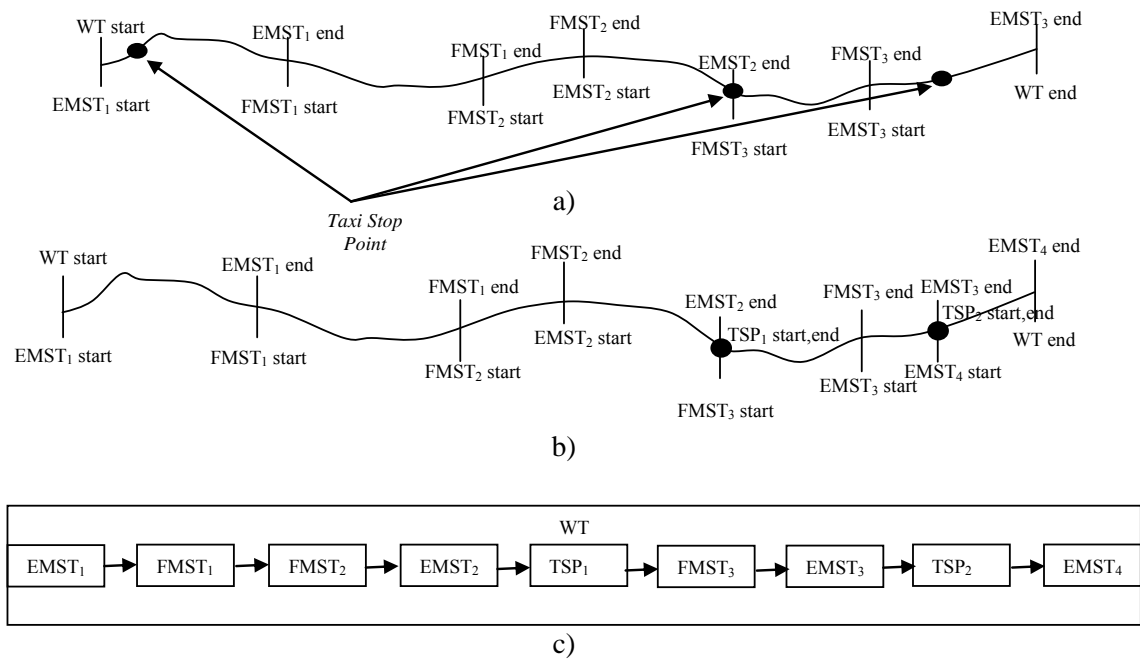 WT start
EMST₁ end
FMST₂ end
FMST₁ end
EMST₂ end
FMST₃ end
EMST₃ end
EMST₁ start
FMST₁ start
FMST₂ start
EMST₂ start
FMST₃ start
EMST₃ start
WT end
Taxi Stop
Point
a)
WT start
EMST₁ end
FMST₁ end
FMST₂ end
EMST₂ end
TSP₁ start,end
FMST₃ end
EMST₃ end
TSP₂ start,end
EMST₄ end
WT end
EMST₁ start
FMST₁ start
FMST₂ start
EMST₂ start
FMST₃ start
EMST₃ start
EMST₄ start
b)
WT
EMST₁
FMST₁
FMST₂
EMST₂
TSP₁
FMST₃
EMST₃
TSP₂
EMST₄
c)